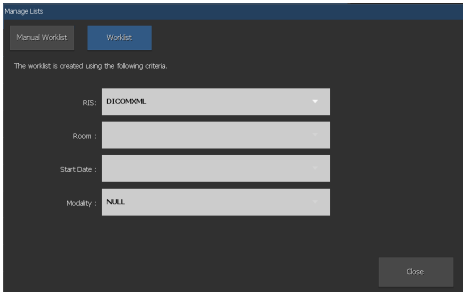 Manage Lists
Manual Worklist
Worklist
The worklist is created using the following criteria.
RIS: DICOMXML
Room :
Start Date :
Modality : NULL
Close